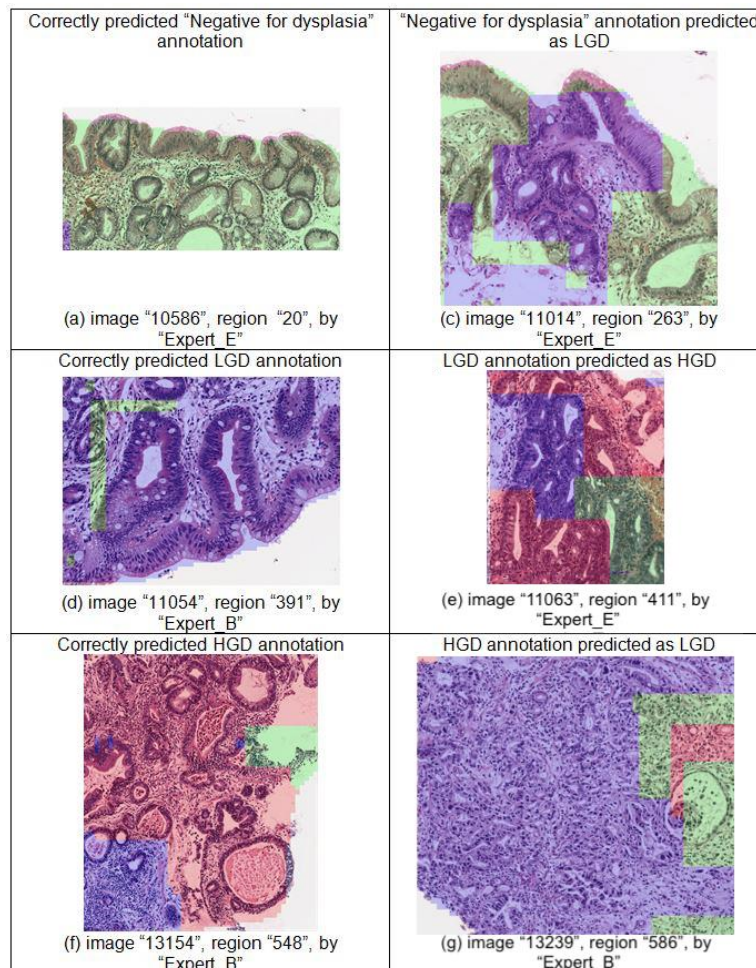 Correctly predicted “Negative for dysplasia”
annotation
“Negative for dysplasia” annotation predicted
as LGD
(a) image “10586”, region “20”, by
“Expert_E”
(c) image “11014”, region “263”, by
“Expert_E”
Correctly predicted LGD annotation
LGD annotation predicted as HGD
(d) image “11054”, region “391”, by
“Expert_B”
(e) image “11063”, region “411”, by
“Expert_E”
Correctly predicted HGD annotation
HGD annotation predicted as LGD
(f) image “13154”, region “548”, by
“Expert_B”
(g) image “13239”, region “586”, by
“Expert_B”